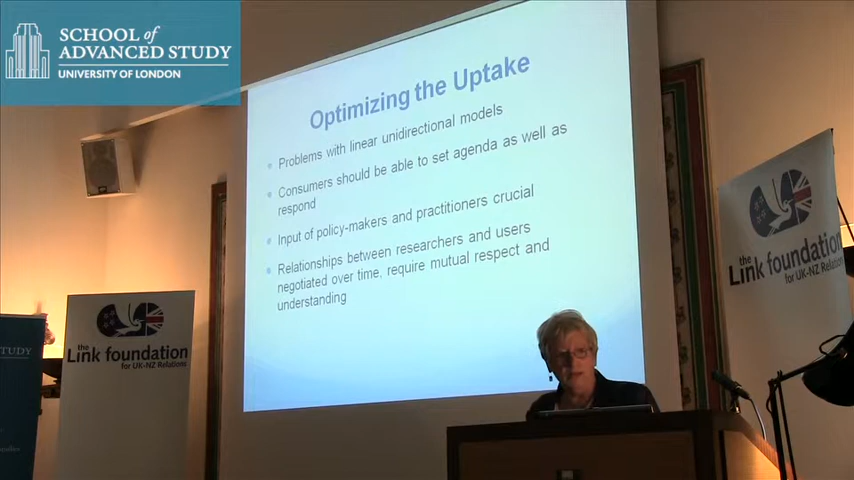 SCHOOL of
ADVANCED STUDY
UNIVERSITY OF LONDON
Optimizing the Uptake
Problems with linear unidirectional models
Consumers should be able to set agenda as well as
respond
Input of policy-makers and practitioners crucial
Relationships between researchers and users
negotiated over time, require mutual respect and
understanding
the
Link foundation
for UK-NZ Relations
the
Link foundation
for UK-NZ Relations
STUDY